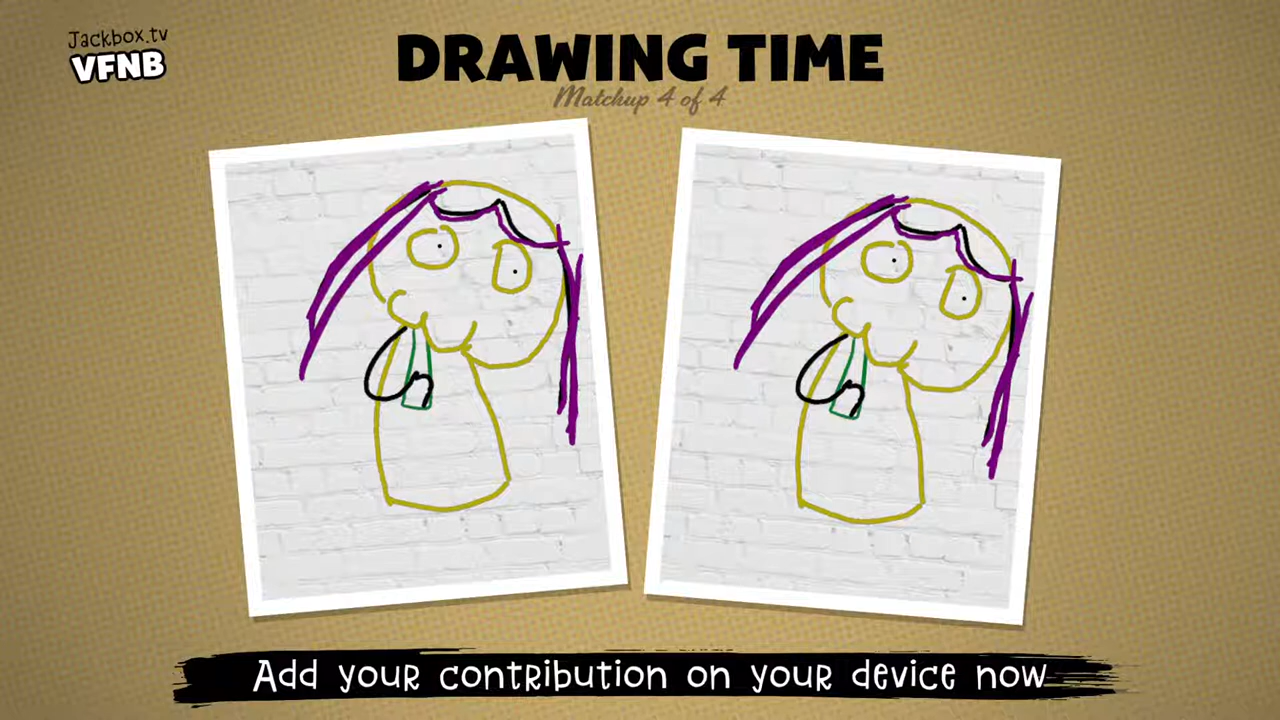 Jackbox.tv
VFNB
DRAWING TIME
Matchup 4 of 4
Add your contribution on your device now